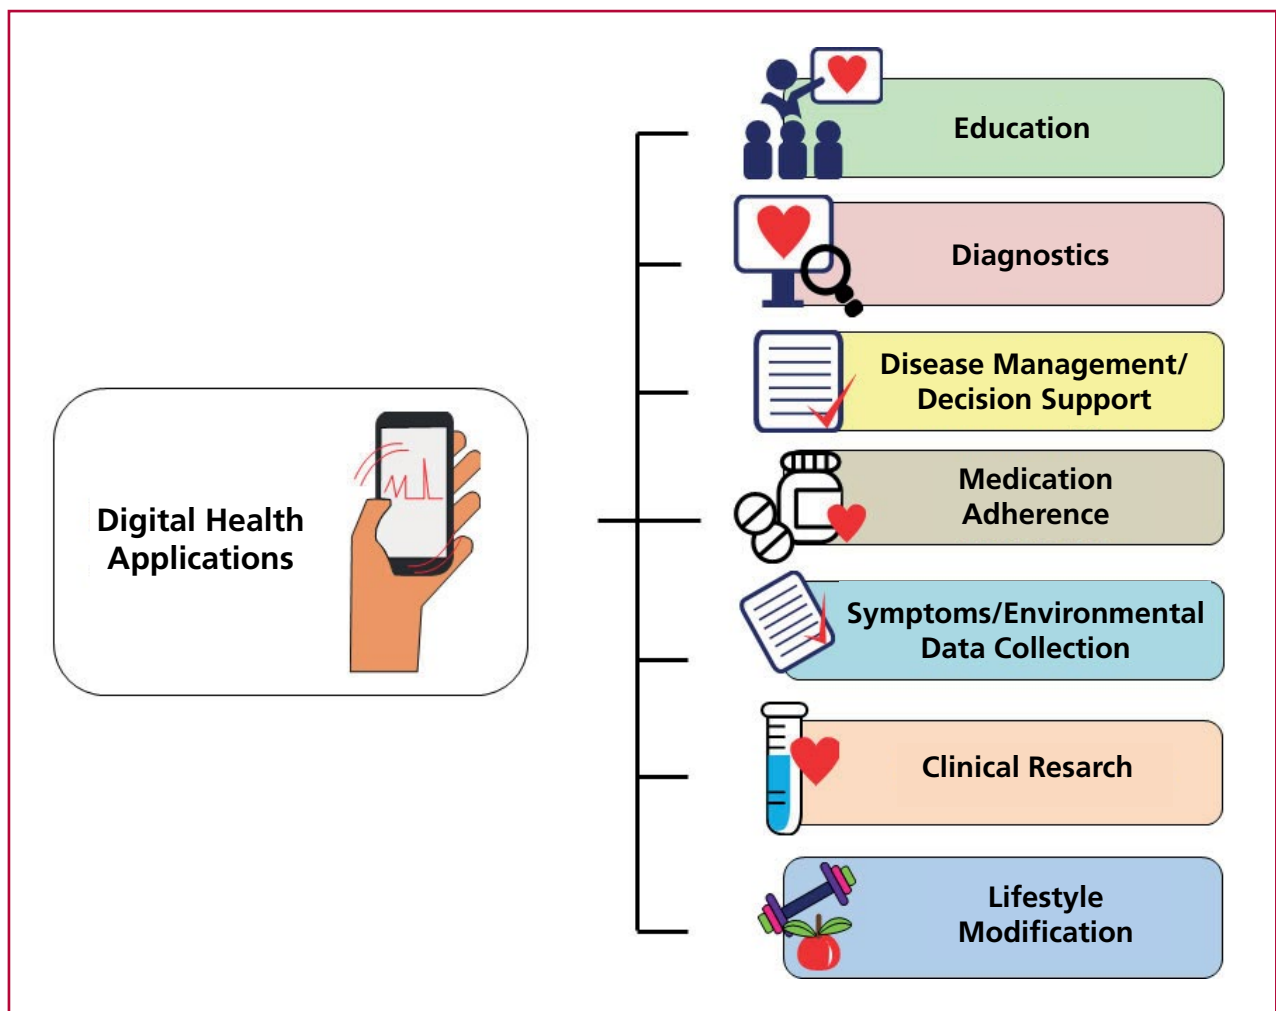 Digital Health
Applications
Education
Diagnostics
Disease Management/
Decision Support
Medication
Adherence
Symptoms/Environmental
Data Collection
Clinical Resarch
Lifestyle
Modification